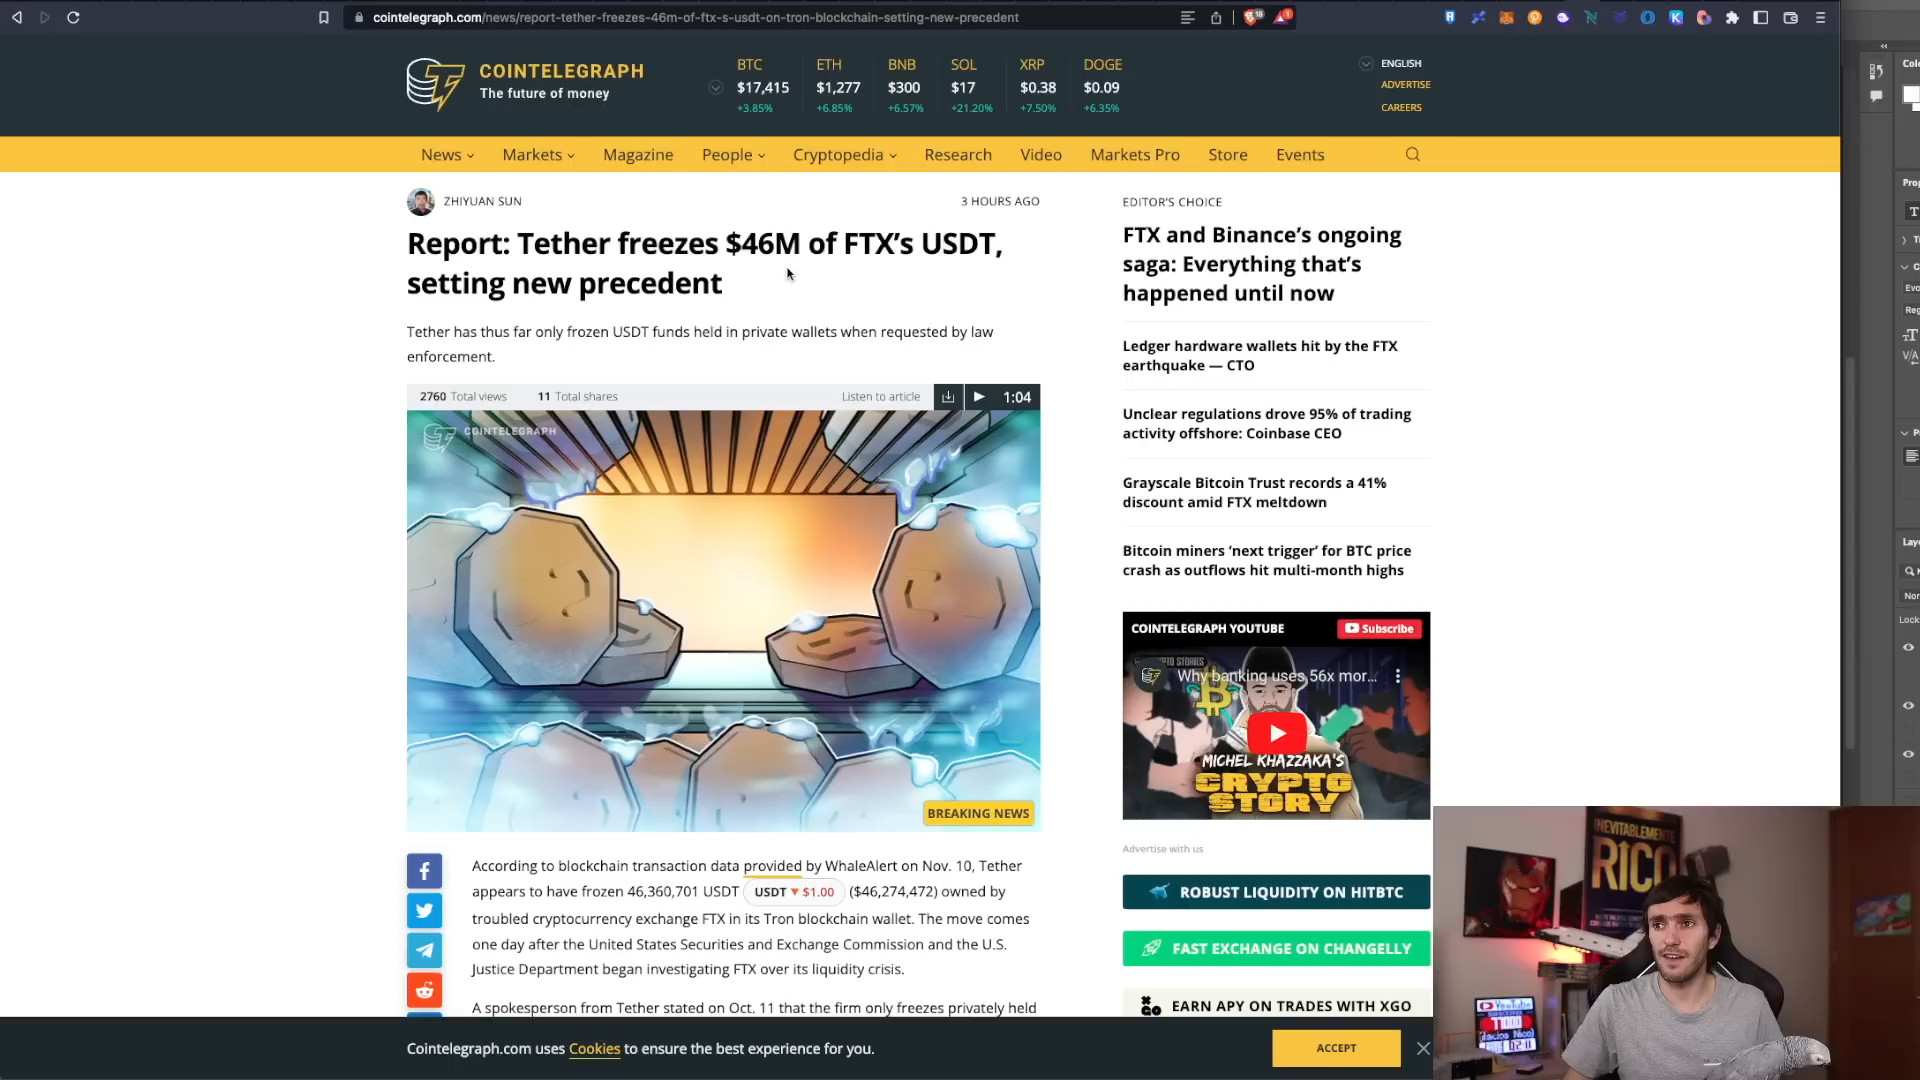 cointelegraph.com/news/report-tether-freezes-46m-of-ftx-s-usdt-on-tron-blockchain-setting-new-precedent
COINTELEGRAPH
The future of money
BTC ETH BNB SOL XRP DOGE
$17,415 $1,277 $300 $17 $0.38 $0.09
+3.85% +6.85% +6.57% +21.20% +7.50% +6.35%
ENGLISH
ADVERTISE
CAREERS
News Markets Magazine People Cryptopedia Research Video Markets Pro Store Events
ZHIYUAN SUN 3 HOURS AGO
Report: Tether freezes $46M of FTX’s USDT,
setting new precedent
Tether has thus far only frozen USDT funds held in private wallets when requested by law
enforcement.
2760 Total views 11 Total shares Listen to article 1:04
COINTELEGRAPH
BREAKING NEWS
According to blockchain transaction data provided by WhaleAlert on Nov. 10, Tether
appears to have frozen 46,360,701 USDT USDT ▼ $1.00 ($46,274,472) owned by
troubled cryptocurrency exchange FTX in its Tron blockchain wallet. The move comes
one day after the United States Securities and Exchange Commission and the U.S.
Justice Department began investigating FTX over its liquidity crisis.
A spokesperson from Tether stated on Oct. 11 that the firm only freezes privately held
EDITOR’S CHOICE
FTX and Binance’s ongoing
saga: Everything that’s
happened until now
Ledger hardware wallets hit by the FTX
earthquake — CTO
Unclear regulations drove 95% of trading
activity offshore: Coinbase CEO
Grayscale Bitcoin Trust records a 41%
discount amid FTX meltdown
Bitcoin miners ‘next trigger’ for BTC price
crash as outflows hit multi-month highs
COINTELEGRAPH YOUTUBE Subscribe
Why banking uses 56x mor...
MICHEL KHAZZAKA'S
CRYPTO
STORY
Advertise with us
ROBUST LIQUIDITY ON HITBTC
FAST EXCHANGE ON CHANGELLY
EARN APY ON TRADES WITH XGO
Cointelegraph.com uses Cookies to ensure the best experience for you.
ACCEPT
INEVITABLEMENTE
RICO
YouTube